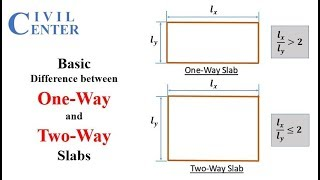 CIVIL
CENTER
Basic
Difference between
One-Way
and
Two-Way
Slabs
lx
ly
lx/ly > 2
One-Way Slab
lx
ly
lx/ly ≤ 2
Two-Way Slab